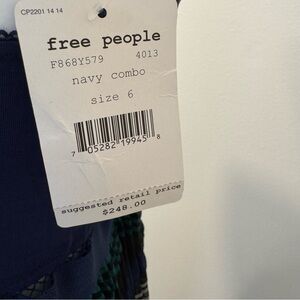 CP2201 14 14
free people
F868Y579 4013
navy combo
size 6
7 05282 19945 8
suggested retail price
$248.00